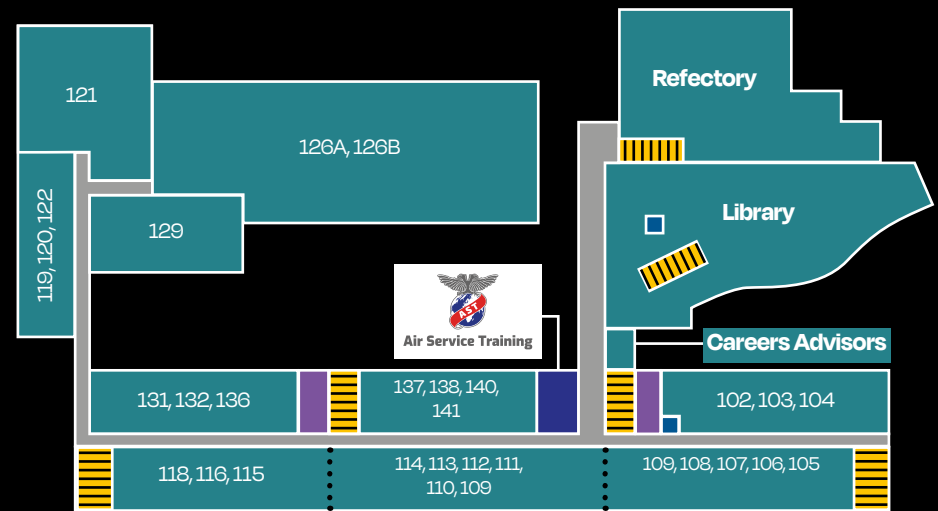 121
126A, 126B
Refectory
119, 120, 122
129
Library
AST
Air Service Training
Careers Advisors
131, 132, 136
137, 138, 140,
141
102, 103, 104
118, 116, 115
114, 113, 112, 111,
110, 109
109, 108, 107, 106, 105